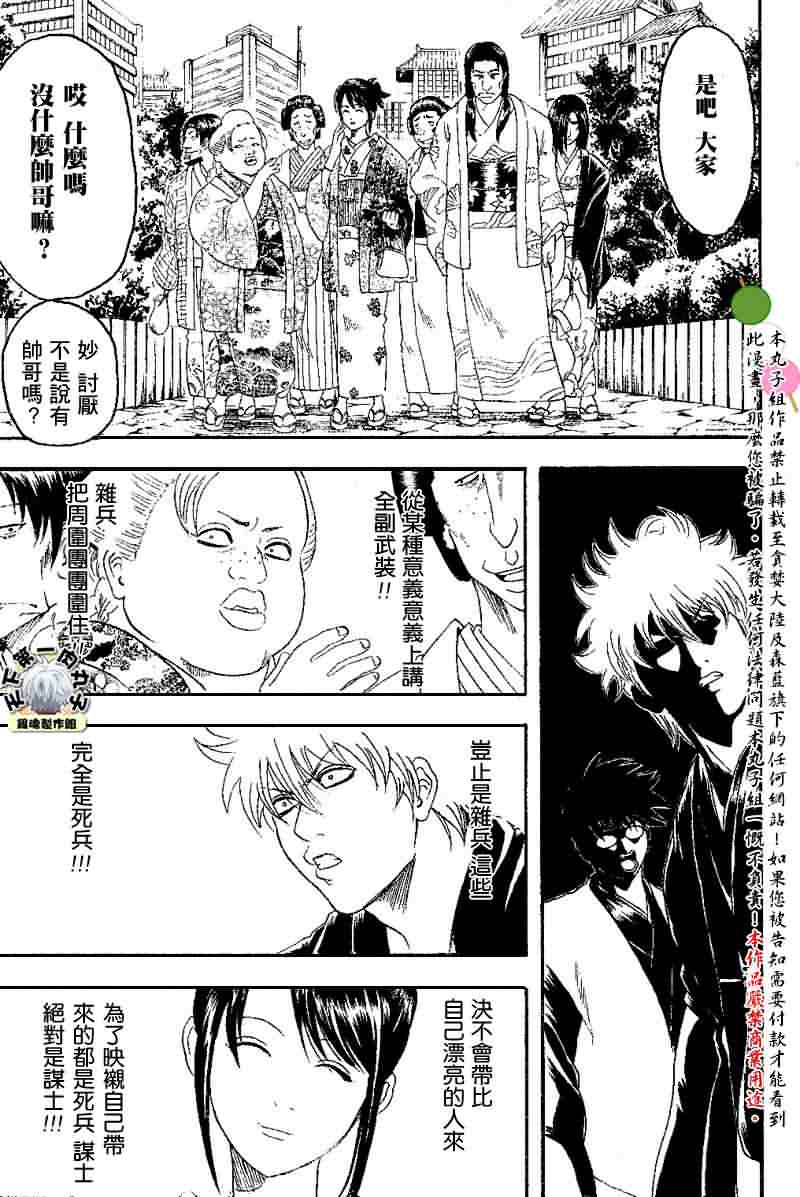 是吧 大家
哎 什麼嗎
沒什麼帥哥嘛？
妙 討厭
不是說有
帥哥嗎？
從某種意義上講
全副武裝!!
雜兵
把周圍團團圍住!!
豈止是雜兵 這些
完全是死兵!!!
決不會帶比
自己漂亮的人來
為了映襯自己帶
來的都是死兵 謀士
絕對是謀士!!!
本丸子組作品禁止轉載至貪婪大陸及森藍旗下的任何網站！如果您被告知需要付款才能看到
此漫畫，那麼您被騙了。若發生任何法律問題本丸子組一慨不負責！本作品嚴禁商業用途。
銀魂製作組